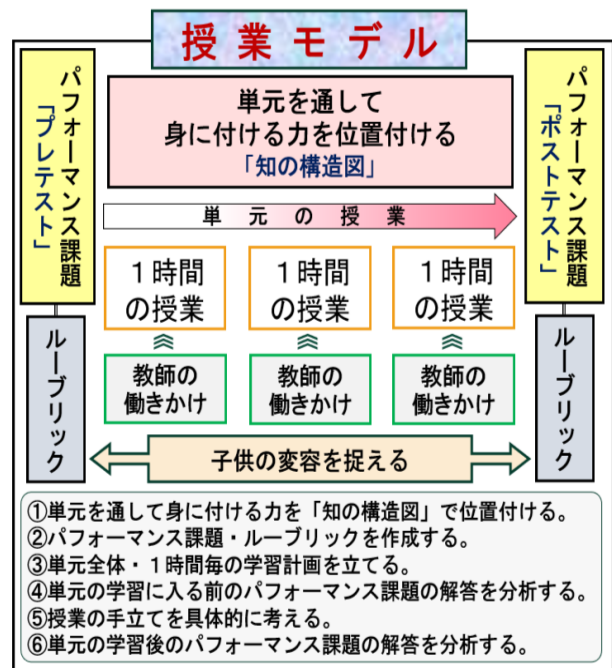 授業モデル
パフォーマンス課題
「プレテスト」
ルーブリック
単元を通して
身に付ける力を位置付ける
「知の構造図」
単元の授業
１時間
の授業
１時間
の授業
１時間
の授業
教師の
働きかけ
教師の
働きかけ
教師の
働きかけ
子供の変容を捉える
パフォーマンス課題
「ポストテスト」
ルーブリック
①単元を通して身に付ける力を「知の構造図」で位置付ける。
②パフォーマンス課題・ルーブリックを作成する。
③単元全体・１時間毎の学習計画を立てる。
④単元の学習に入る前のパフォーマンス課題の解答を分析する。
⑤授業の手立てを具体的に考える。
⑥単元の学習後のパフォーマンス課題の解答を分析する。